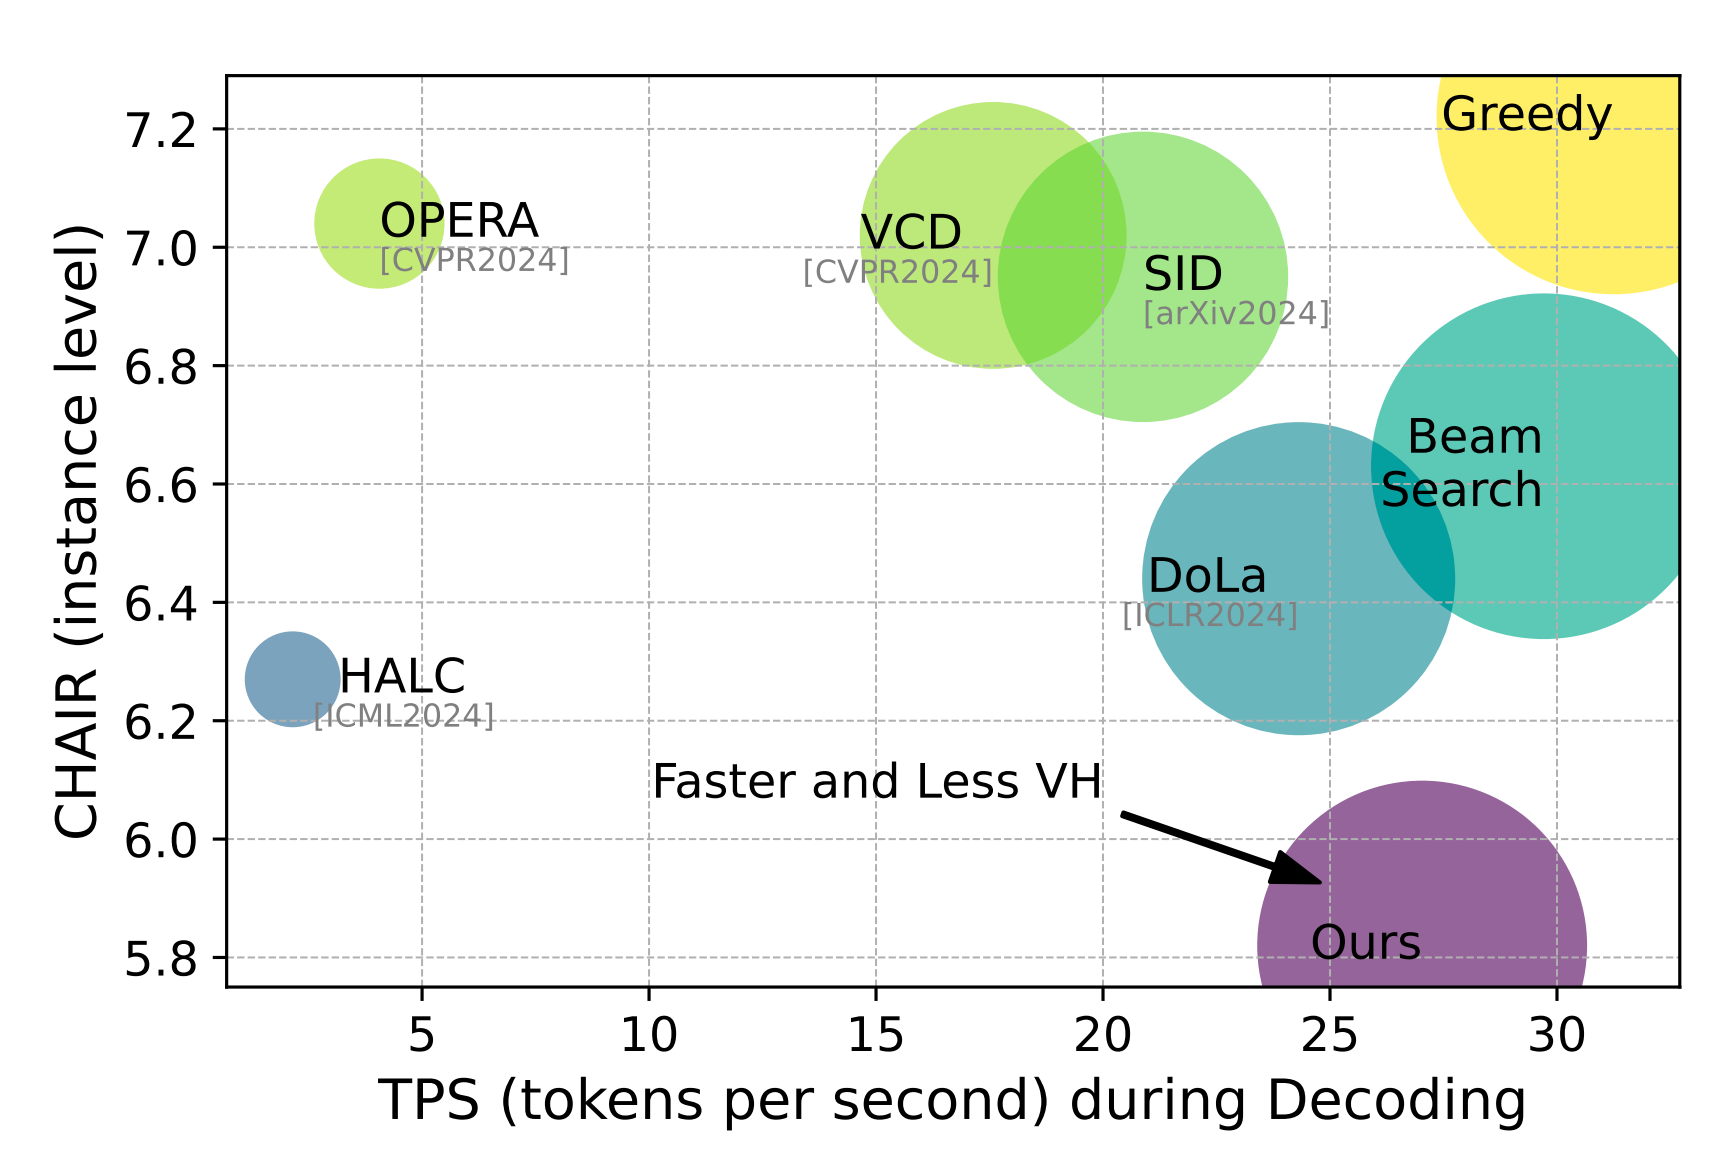 CHAIR (instance level)
7.2
7.0
6.8
6.6
6.4
6.2
6.0
5.8
Greedy
OPERA
[CVPR2024]
VCD
[CVPR2024]
SID
[arXiv2024]
Beam
Search
DoLa
[ICLR2024]
HALC
[ICML2024]
Faster and Less VH
Ours
5
10
15
20
25
30
TPS (tokens per second) during Decoding